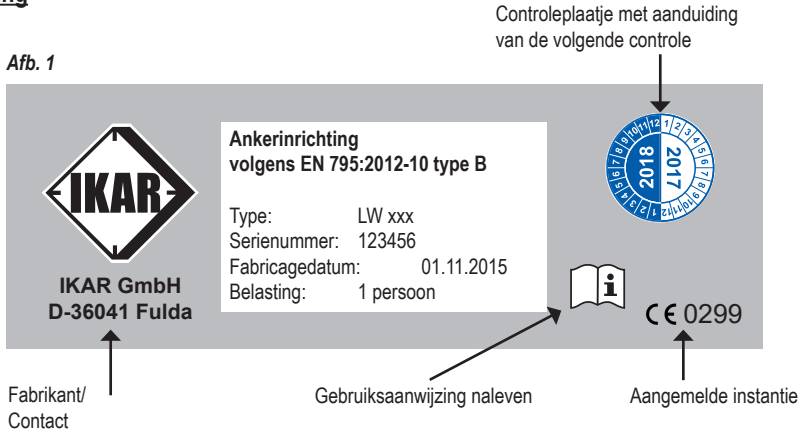 Controleplaatje met aanduiding
van de volgende controle
Afb. 1
IKAR
IKAR GmbH
D-36041 Fulda
Ankerinrichting
volgens EN 795:2012-10 type B
Type: LW xxx
Serienummer: 123456
Fabricagedatum: 01.11.2015
Belasting: 1 persoon
2018
2017
i
CE 0299
Fabrikant/
Contact
Gebruiksaanwijzing naleven
Aangemelde instantie